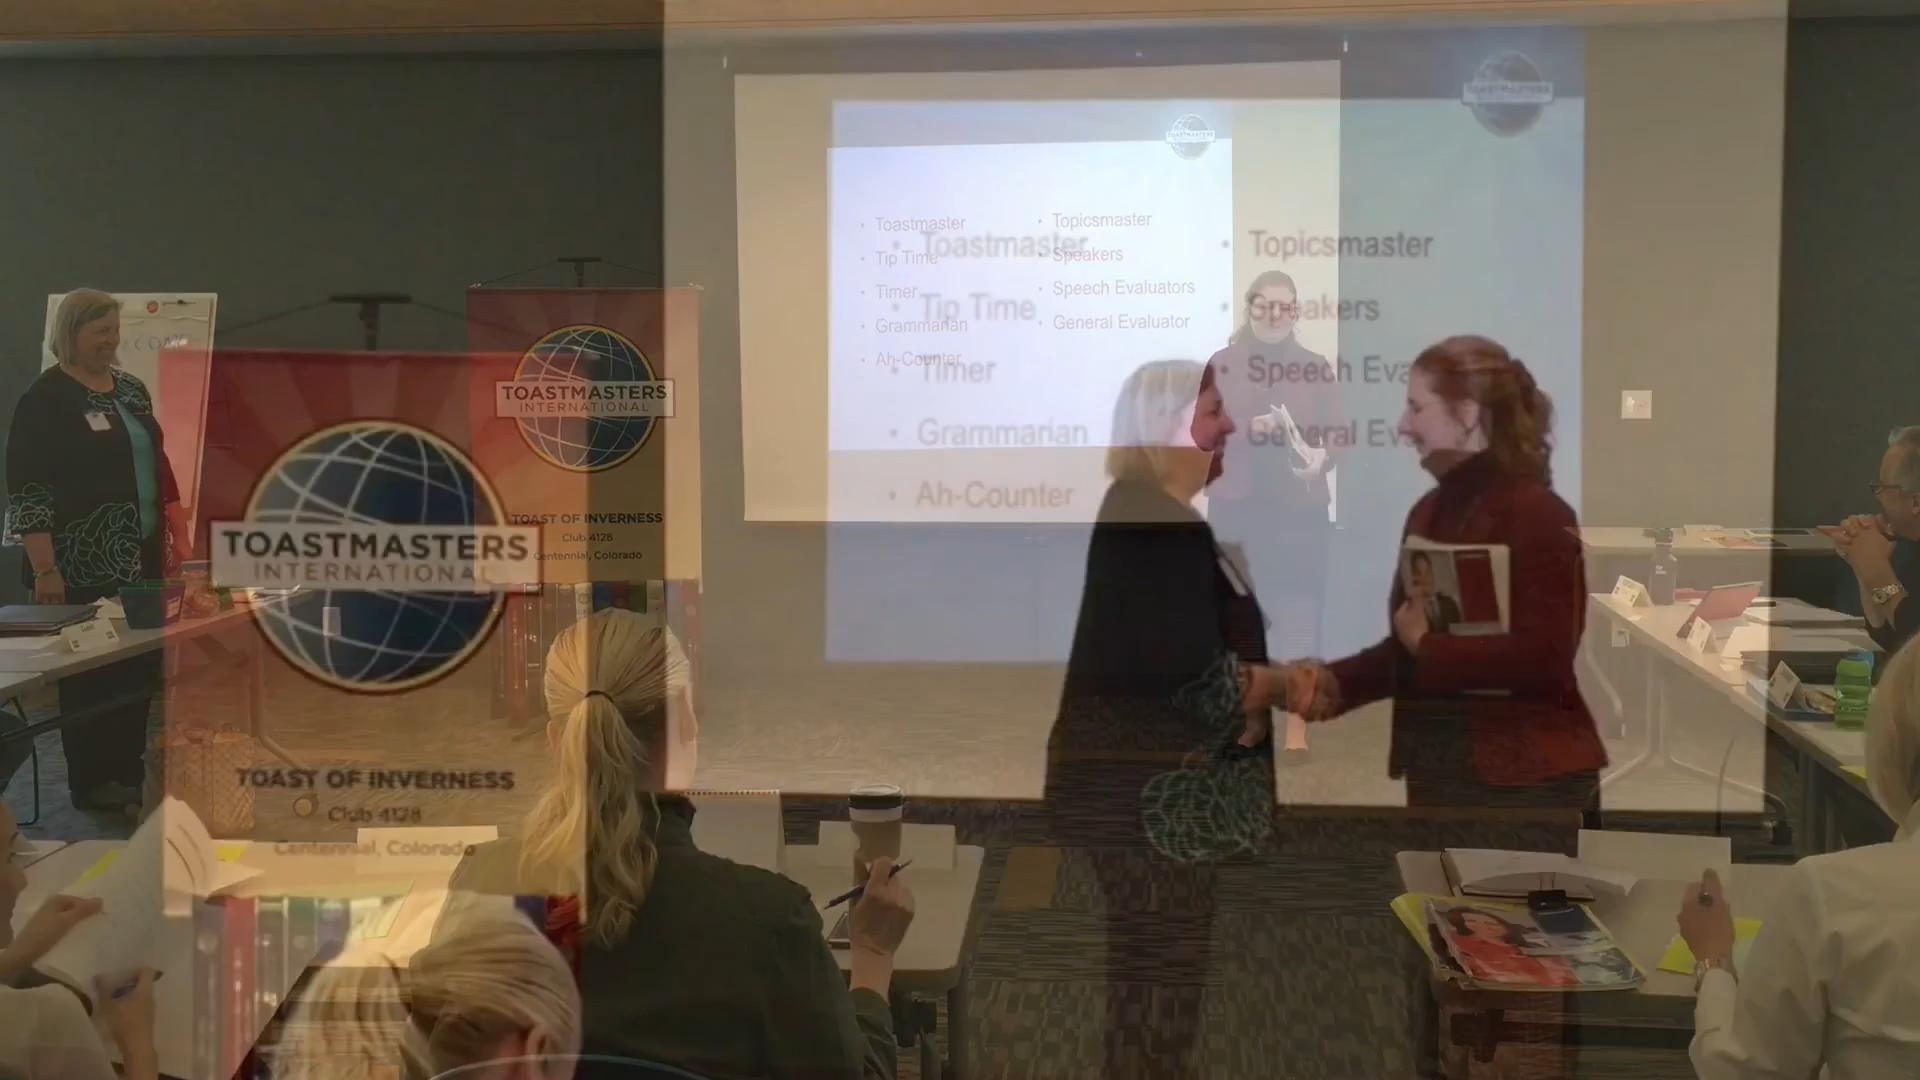 TOASTMASTERS
• Toastmaster
• Tip Time
• Timer
• Grammarian
• Ah-Counter
• Topicsmaster
• Speakers
• Speech Evaluators
• General Evaluator
TOASTMASTERS
• Toastmaster
• Tip Time
• Timer
• Grammarian
• Ah-Counter
• Topicsmaster
• Speakers
• Speech Eva
• General Ev
TOASTMASTERS
INTERNATIONAL
TOAST OF INVERNESS
Club 4128
Centennial, Colorado
TOASTMASTERS
INTERNATIONAL
TOAST OF INVERNESS
Club 4128
Centennial, Colorado